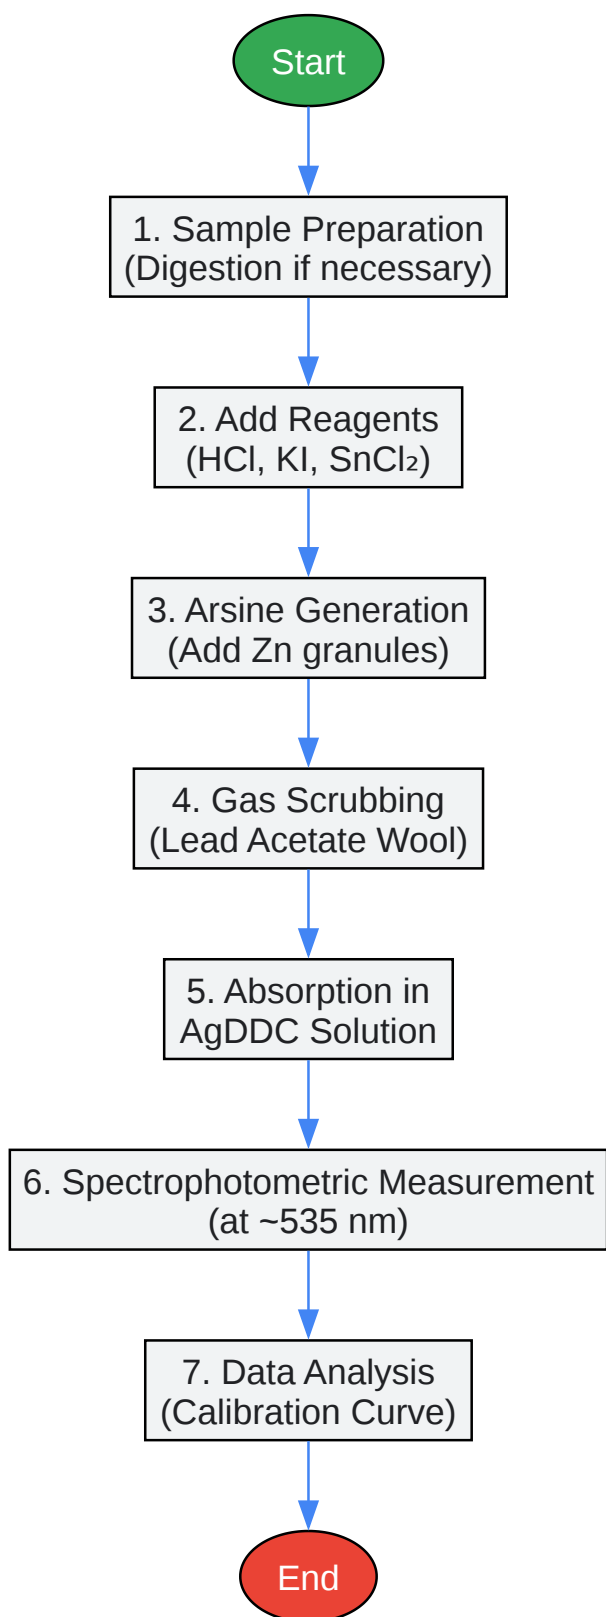 Start
1. Sample Preparation
(Digestion if necessary)
2. Add Reagents
(HCl, KI, SnCl₂)
3. Arsine Generation
(Add Zn granules)
4. Gas Scrubbing
(Lead Acetate Wool)
5. Absorption in
AgDDC Solution
6. Spectrophotometric Measurement
(at ~535 nm)
7. Data Analysis
(Calibration Curve)
End